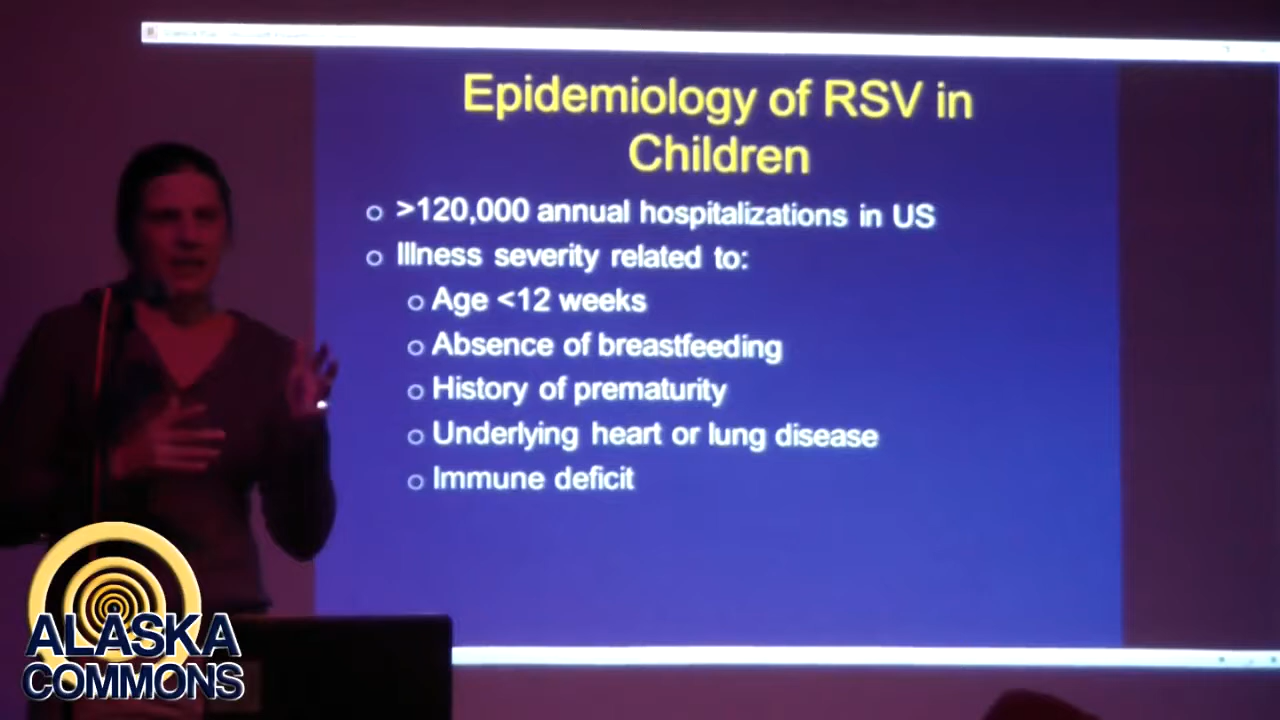 Epidemiology of RSV in
Children
>120,000 annual hospitalizations in US
Illness severity related to:
Age <12 weeks
Absence of breastfeeding
History of prematurity
Underlying heart or lung disease
Immune deficit
ALASKA
COMMONS